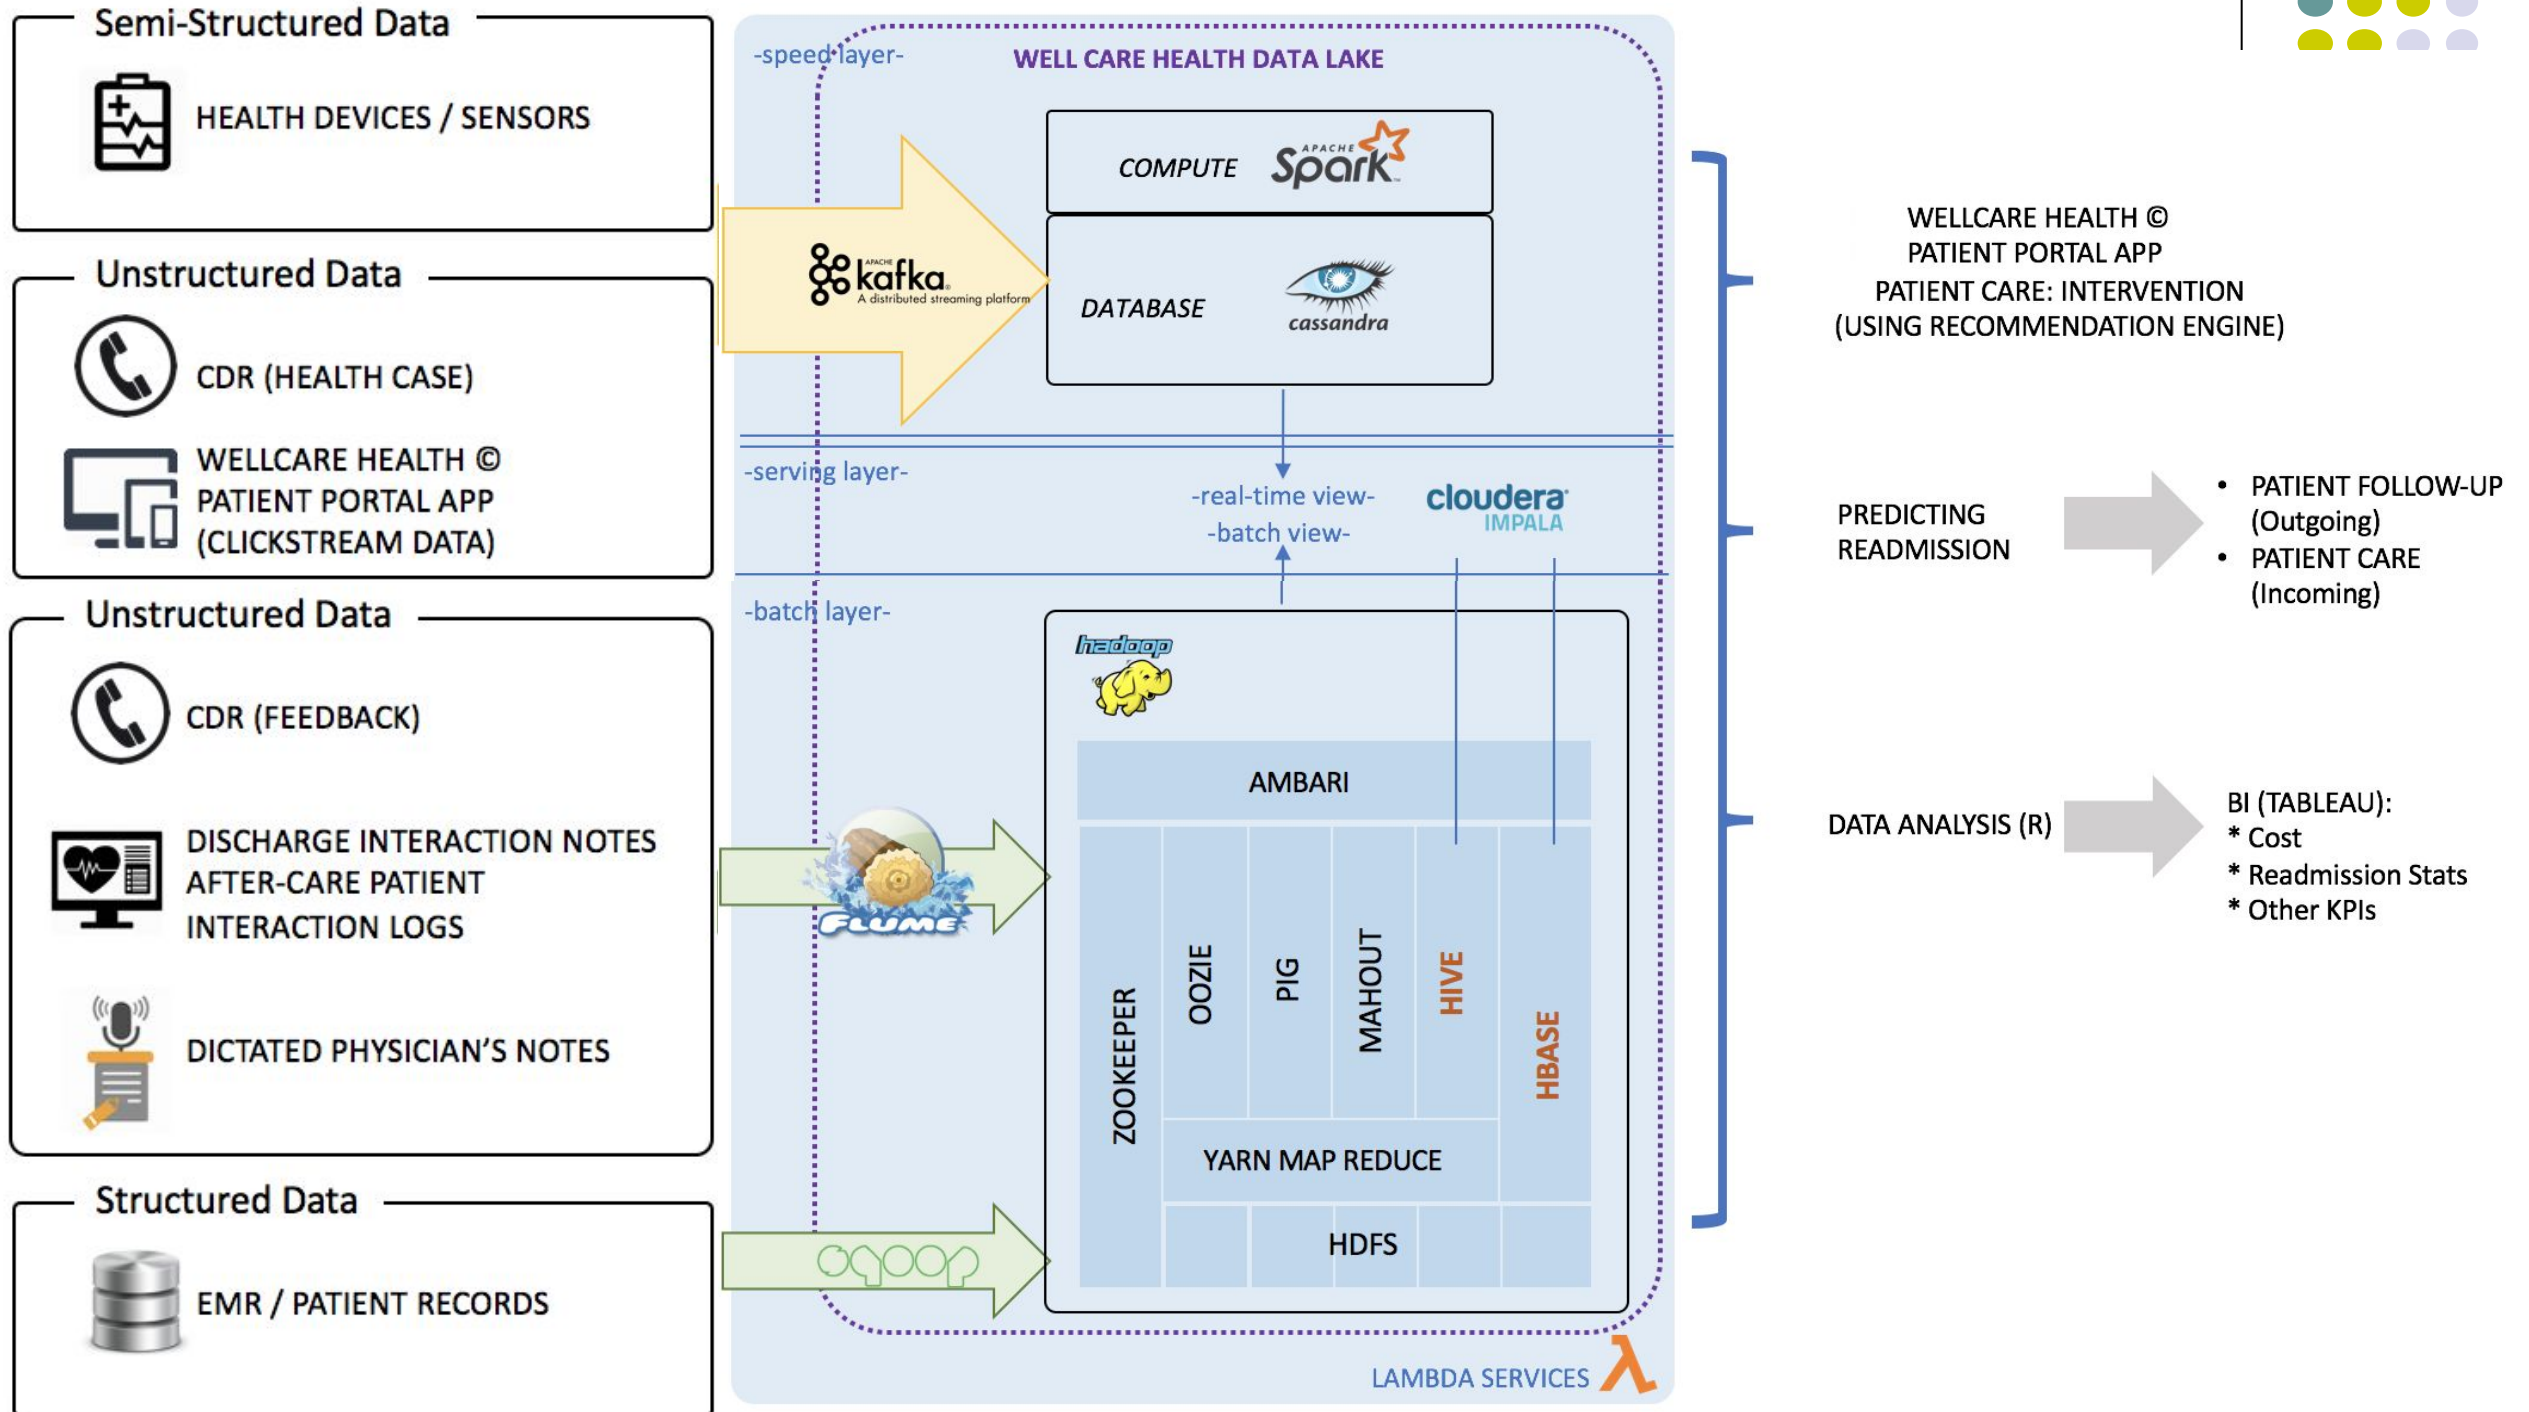 Semi-Structured Data
HEALTH DEVICES / SENSORS
Unstructured Data
CDR (HEALTH CASE)
WELLCARE HEALTH ©
PATIENT PORTAL APP
(CLICKSTREAM DATA)
Unstructured Data
CDR (FEEDBACK)
DISCHARGE INTERACTION NOTES
AFTER-CARE PATIENT
INTERACTION LOGS
DICTATED PHYSICIAN'S NOTES
Structured Data
EMR / PATIENT RECORDS
-speed layer-
WELL CARE HEALTH DATA LAKE
COMPUTE
APACHE
Spark
APACHE
kafka
A distributed streaming platform
DATABASE
cassandra
-serving layer-
-real-time view-
-batch view-
cloudera
IMPALA
-batch layer-
hadoop
AMBARI
FLUME
ZOOKEEPER
OOZIE
PIG
MAHOUT
HIVE
HBASE
YARN MAP REDUCE
HDFS
sqoop
LAMBDA SERVICES
λ
WELLCARE HEALTH ©
PATIENT PORTAL APP
PATIENT CARE: INTERVENTION
(USING RECOMMENDATION ENGINE)
PREDICTING
READMISSION
• PATIENT FOLLOW-UP
(Outgoing)
• PATIENT CARE
(Incoming)
DATA ANALYSIS (R)
BI (TABLEAU):
* Cost
* Readmission Stats
* Other KPIs